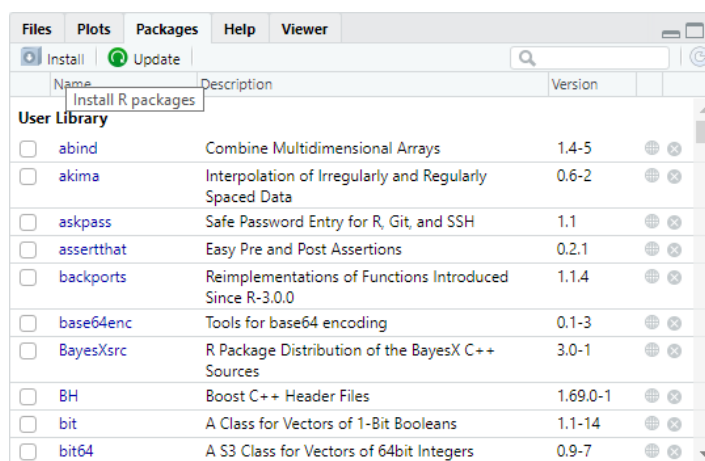 Files Plots Packages Help Viewer
Install Update
Name Description Version
Install R packages
User Library
abind Combine Multidimensional Arrays 1.4-5
akima Interpolation of Irregularly and Regularly 0.6-2
Spaced Data
askpass Safe Password Entry for R, Git, and SSH 1.1
assertthat Easy Pre and Post Assertions 0.2.1
backports Reimplementations of Functions Introduced 1.1.4
Since R-3.0.0
base64enc Tools for base64 encoding 0.1-3
BayesXsrc R Package Distribution of the BayesX C++ 3.0-1
Sources
BH Boost C++ Header Files 1.69.0-1
bit A Class for Vectors of 1-Bit Booleans 1.1-14
bit64 A S3 Class for Vectors of 64bit Integers 0.9-7